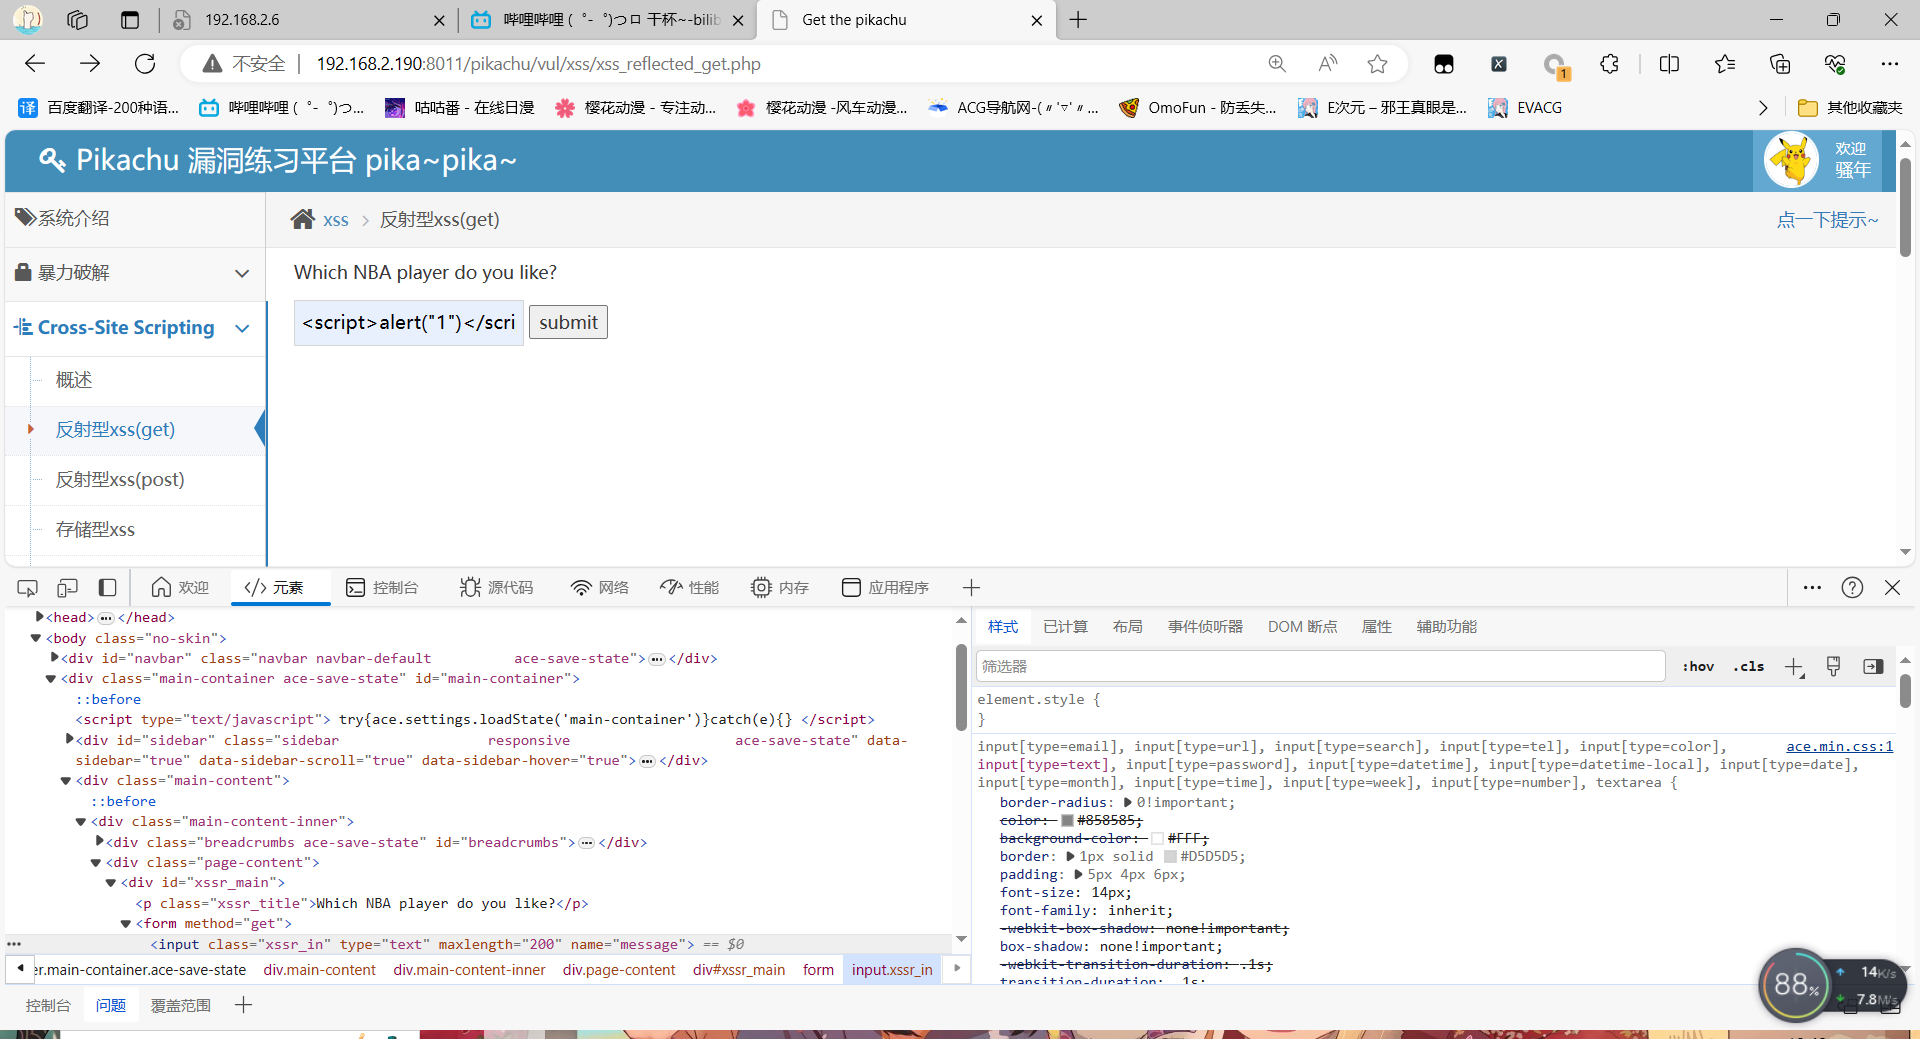 192.168.2.6
哔哩哔哩 (゜-゜)つロ 干杯~-bilib
Get the pikachu
不安全
192.168.2.190:8011/pikachu/vul/xss/xss_reflected_get.php
1
百度翻译-200种语...
哔哩哔哩 (゜-゜)つ...
咕咕番 - 在线日漫
樱花动漫 - 专注动...
樱花动漫 -风车动漫...
ACG导航网-(〃'▽'〃...
OmoFun - 防丢失...
E次元 – 邪王真眼是...
EVACG
其他收藏夹
Pikachu 漏洞练习平台 pika~pika~
欢迎
骚年
系统介绍
xss
反射型xss(get)
点一下提示~
暴力破解
Which NBA player do you like?
<script>alert("1")</scri
submit
Cross-Site Scripting
概述
反射型xss(get)
反射型xss(post)
存储型xss
欢迎
</> 元素
控制台
源代码
网络
性能
内存
应用程序
<head>…</head>
<body class="no-skin">
<div id="navbar" class="navbar navbar-default          ace-save-state">…</div>
<div class="main-container ace-save-state" id="main-container">
::before
<script type="text/javascript"> try{ace.settings.loadState('main-container')}catch(e){} </script>
<div id="sidebar" class="sidebar                  responsive                    ace-save-state" data-
sidebar="true" data-sidebar-scroll="true" data-sidebar-hover="true">…</div>
<div class="main-content">
::before
<div class="main-content-inner">
<div class="breadcrumbs ace-save-state" id="breadcrumbs">…</div>
<div class="page-content">
<div id="xssr_main">
<p class="xssr_title">Which NBA player do you like?</p>
<form method="get">
<input class="xssr_in" type="text" maxlength="200" name="message"> == $0
er.main-container.ace-save-state
div.main-content
div.main-content-inner
div.page-content
div#xssr_main
form
input.xssr_in
样式
已计算
布局
事件侦听器
DOM 断点
属性
辅助功能
筛选器
:hov
.cls
element.style {
}
input[type=email], input[type=url], input[type=search], input[type=tel], input[type=color],
ace.min.css:1
input[type=text], input[type=password], input[type=datetime], input[type=datetime-local], input[type=date],
input[type=month], input[type=time], input[type=week], input[type=number], textarea {
border-radius: 0!important;
color: #858585;
background-color: #FFF;
border: 1px solid #D5D5D5;
padding: 5px 4px 6px;
font-size: 14px;
font-family: inherit;
-webkit-box-shadow: none!important;
box-shadow: none!important;
-webkit-transition-duration: .1s;
transition-duration: .1s;
控制台
问题
覆盖范围
88%
14K/s
7.8M/s